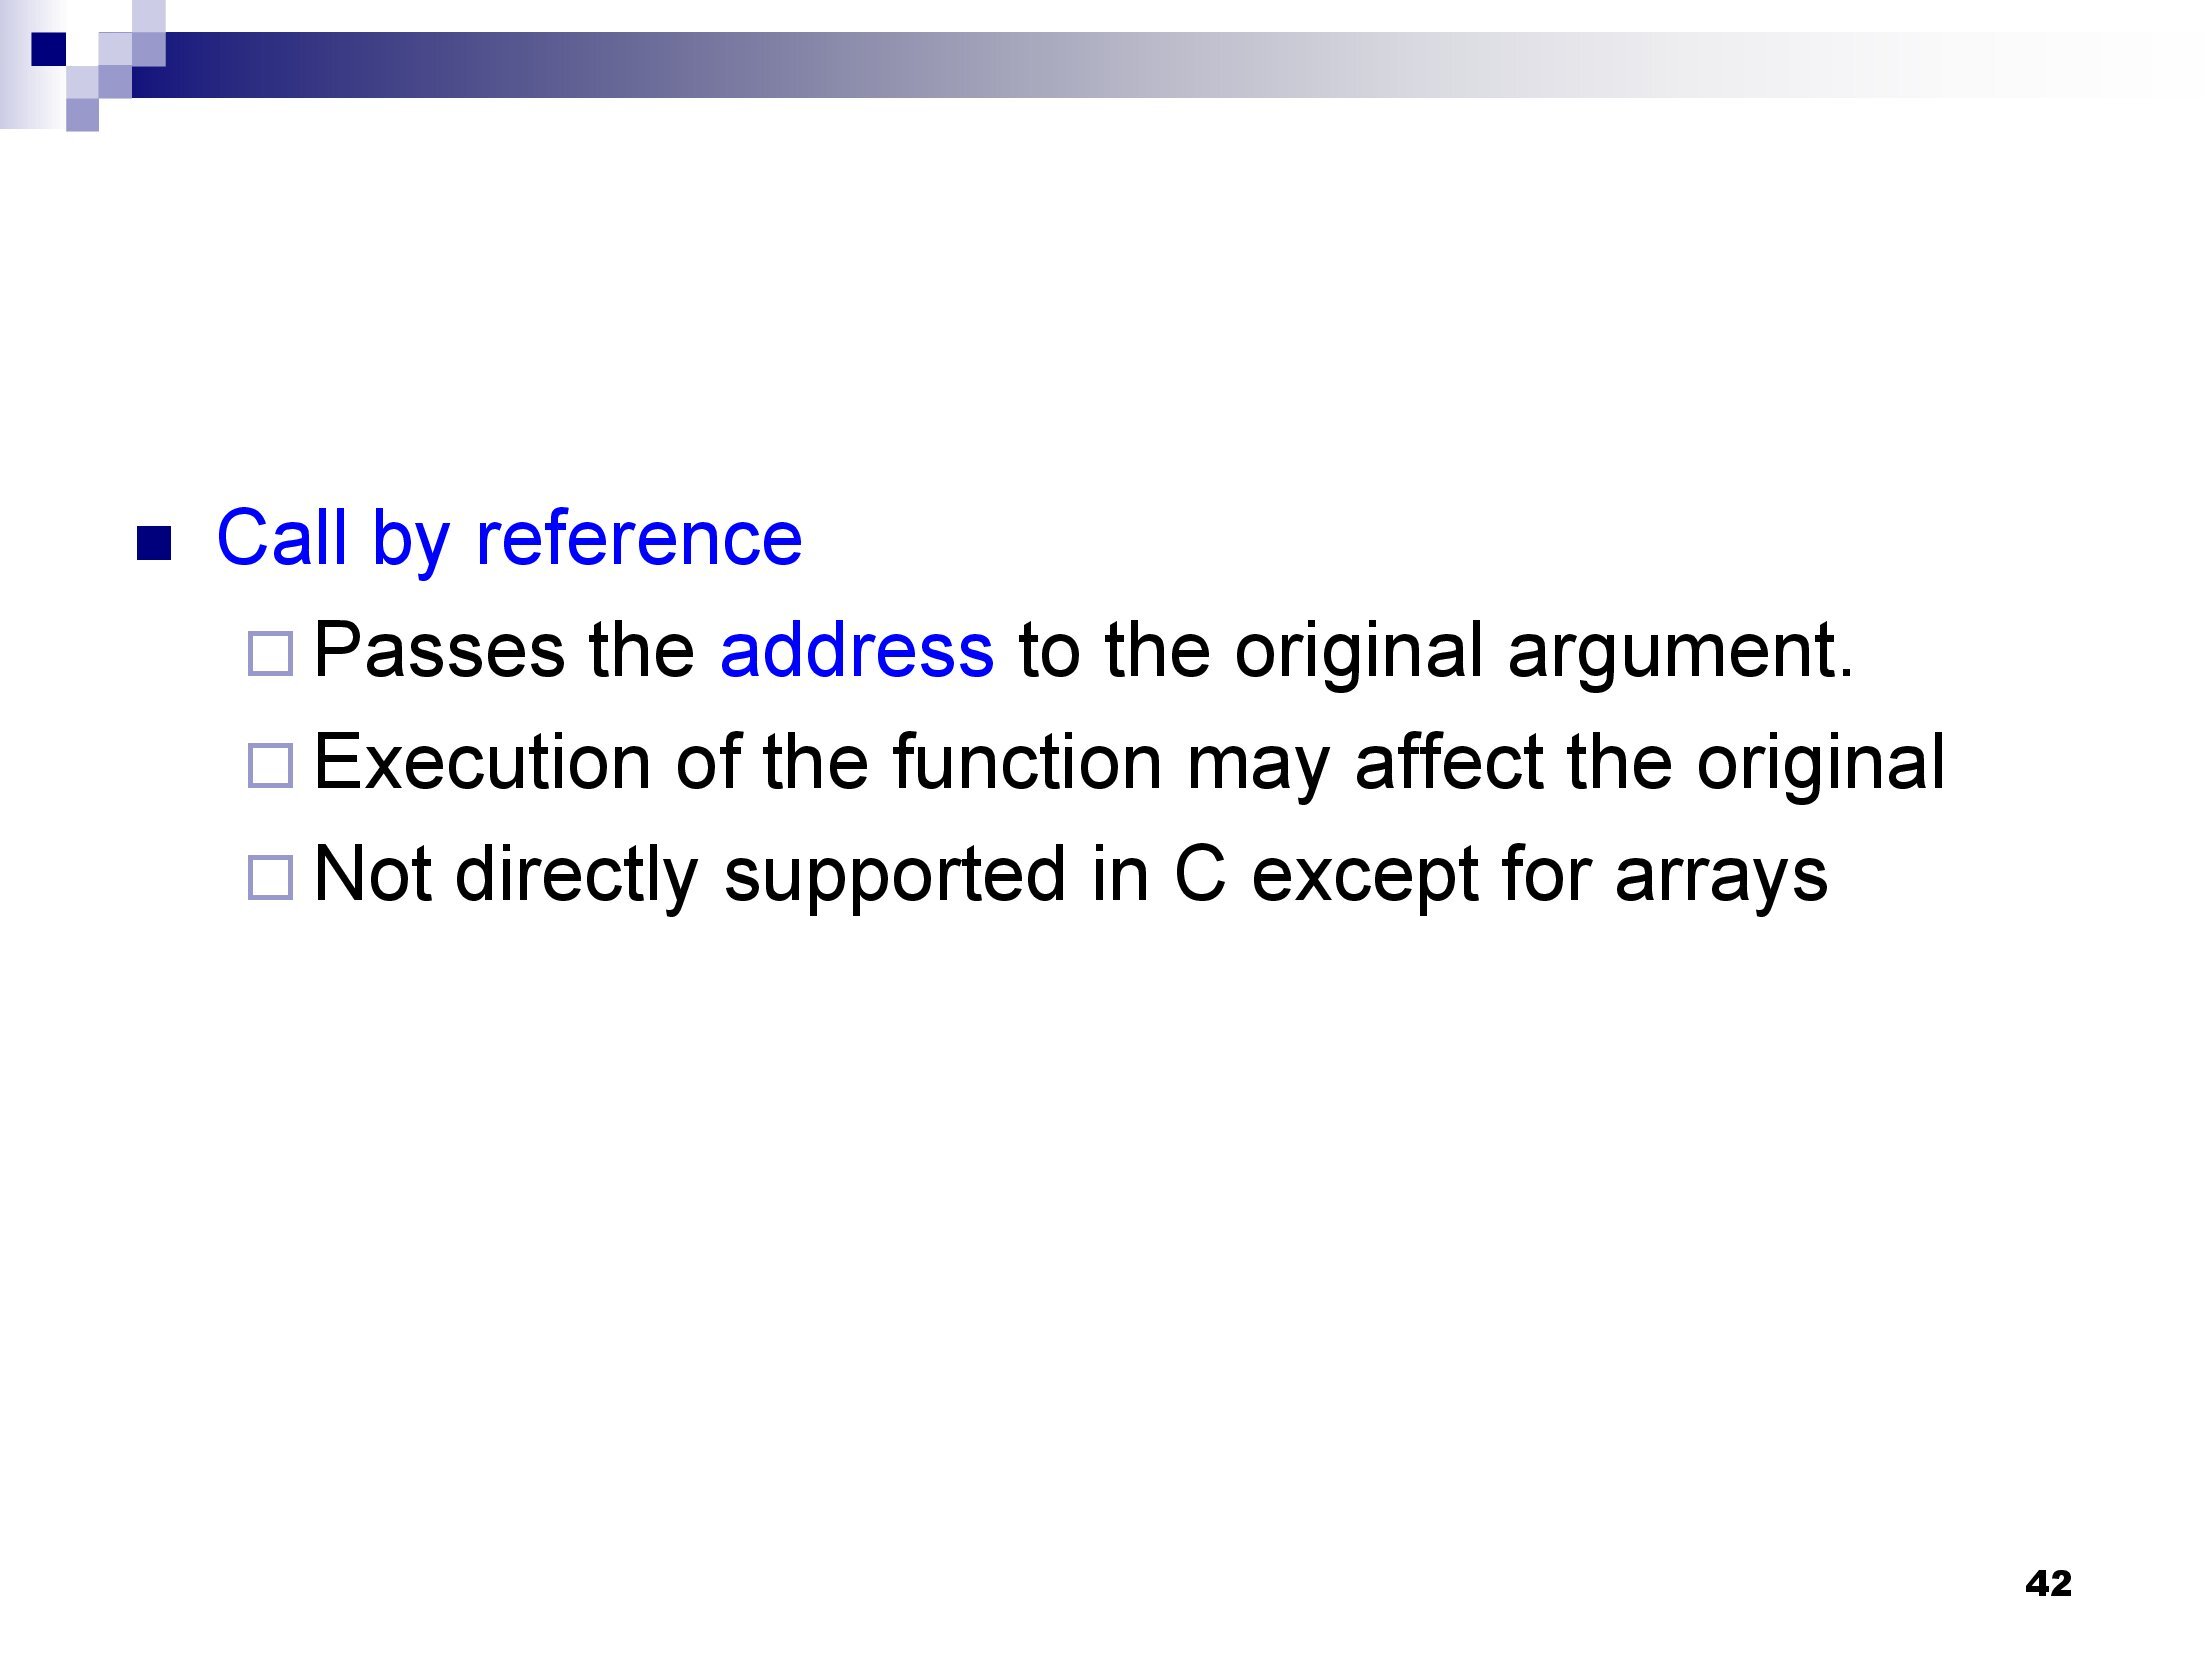 Call by reference
Passes the address to the original argument.
Execution of the function may affect the original
Not directly supported in C except for arrays
42